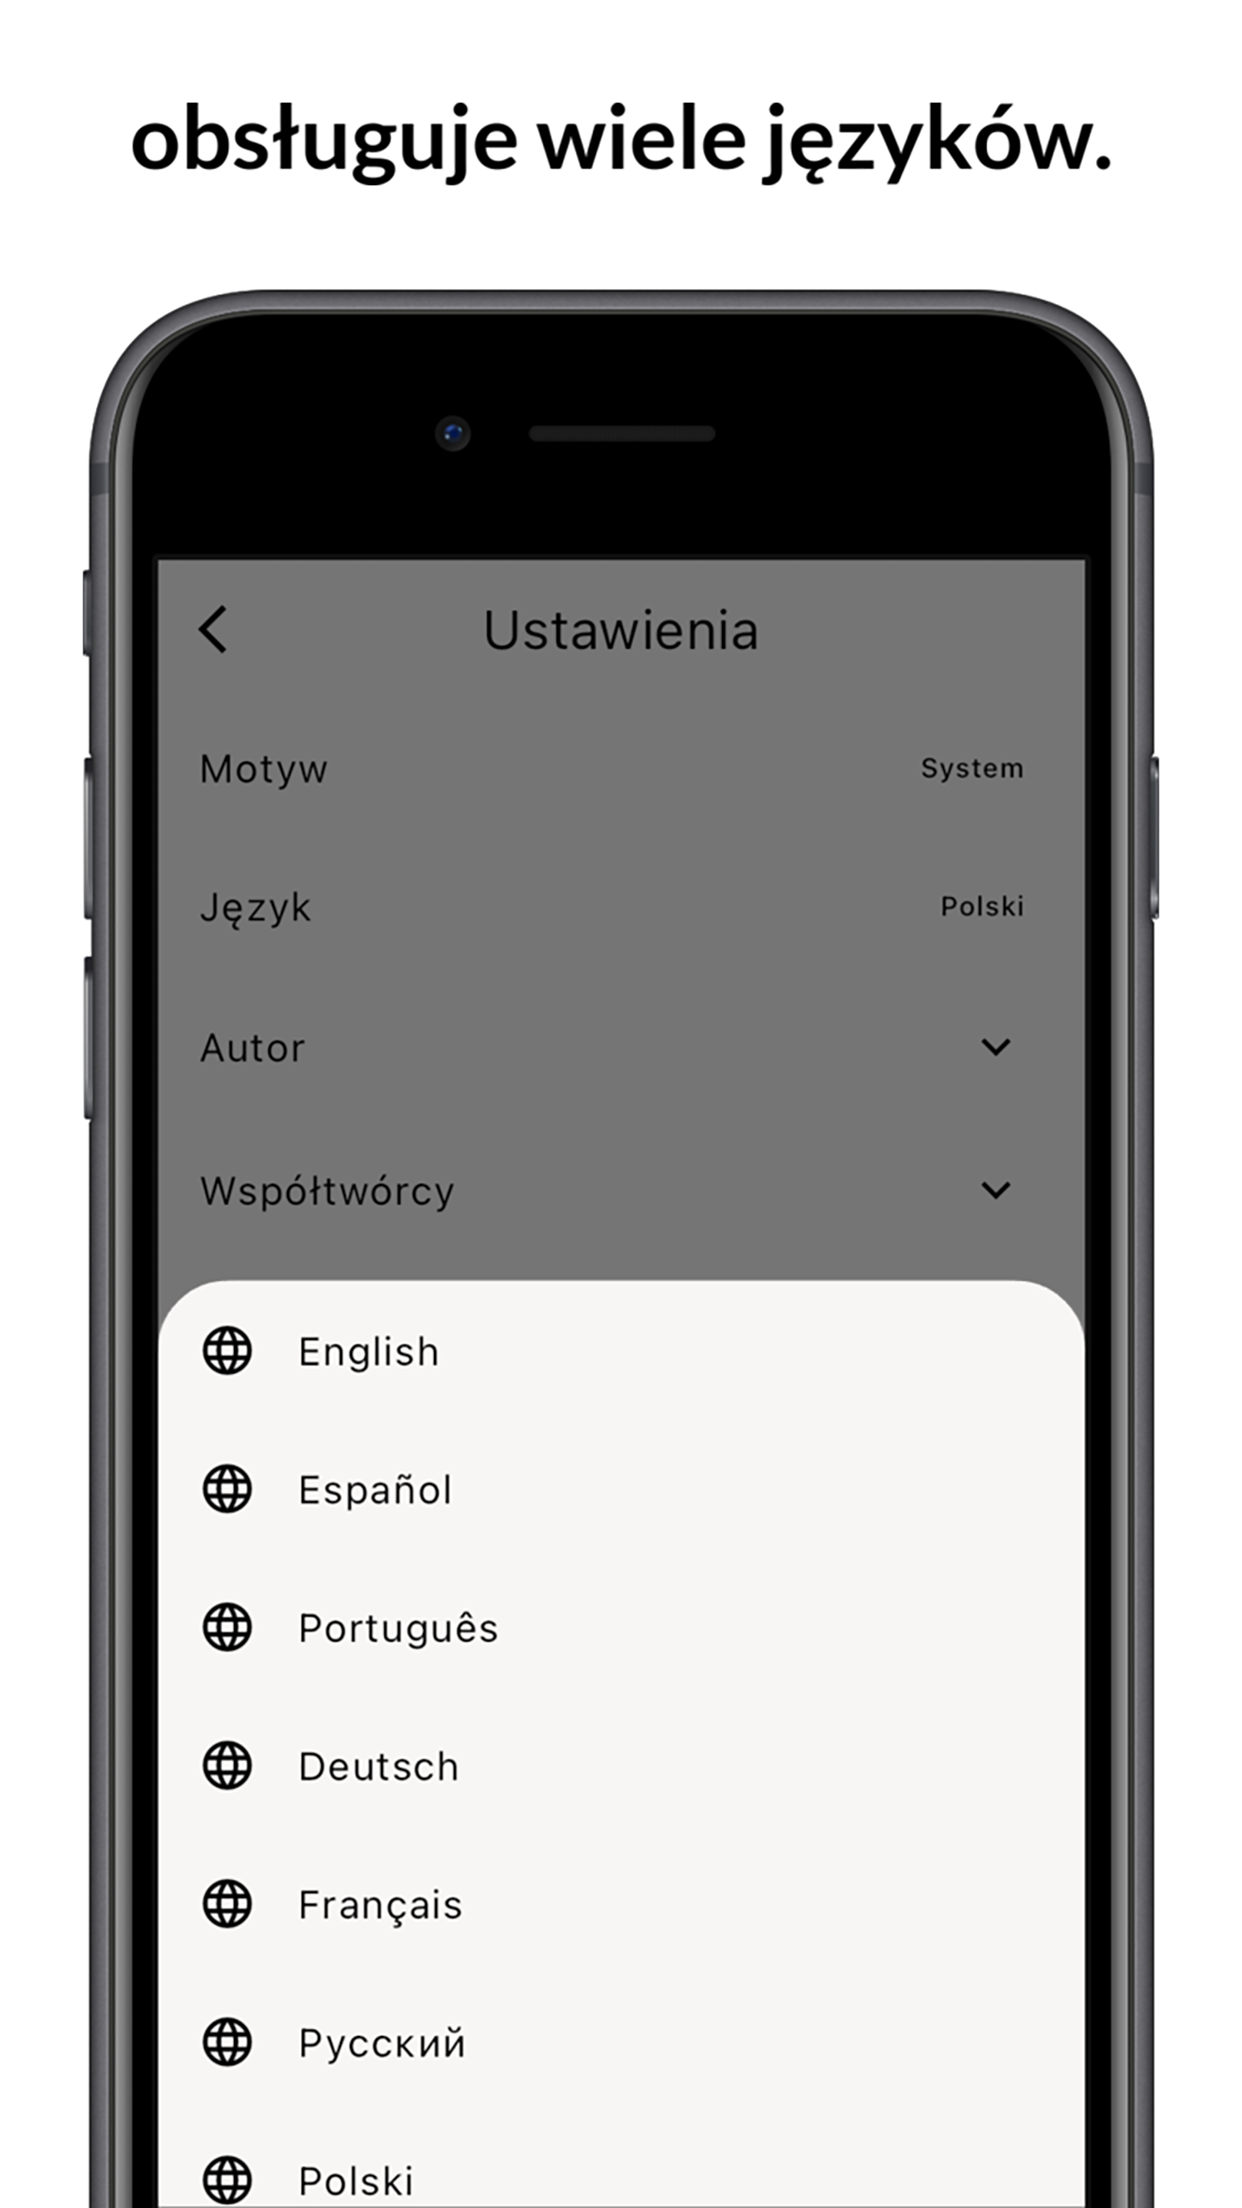 obsługuje wiele języków.
Ustawienia
Motyw System
Język Polski
Autor
Współtwórcy
English
Español
Português
Deutsch
Français
Русский
Polski